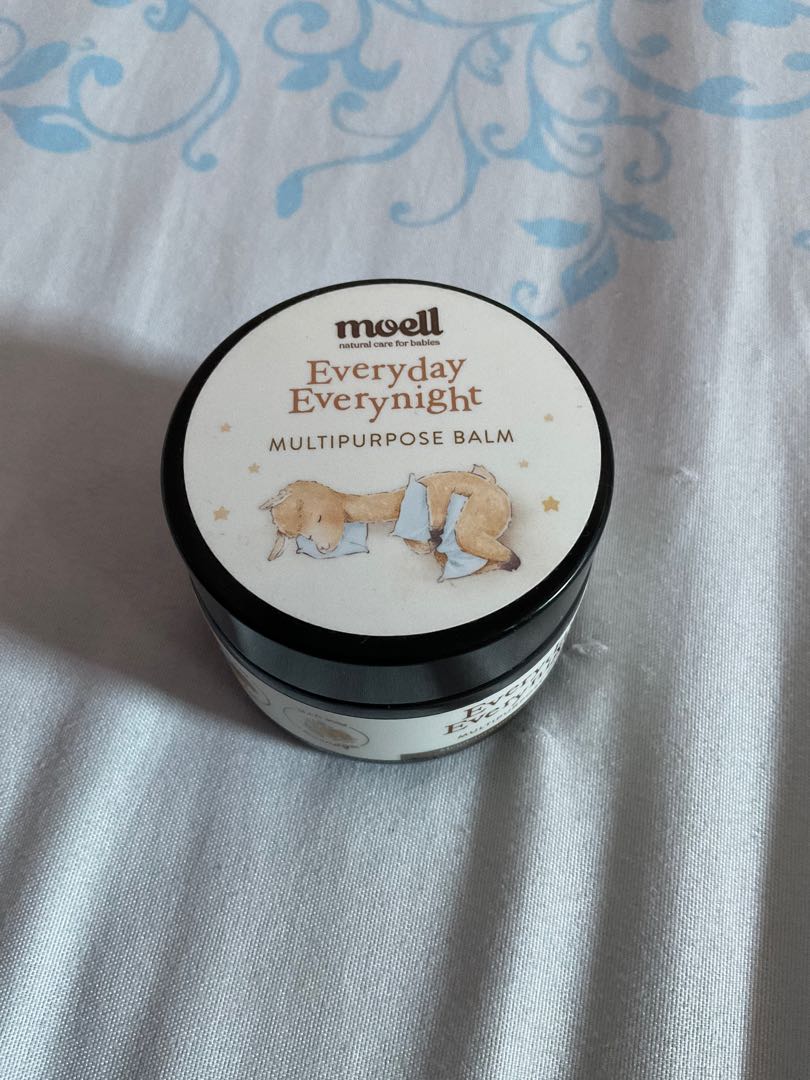 moell
natural care for babies
Everyday
Everynight
MULTIPURPOSE BALM